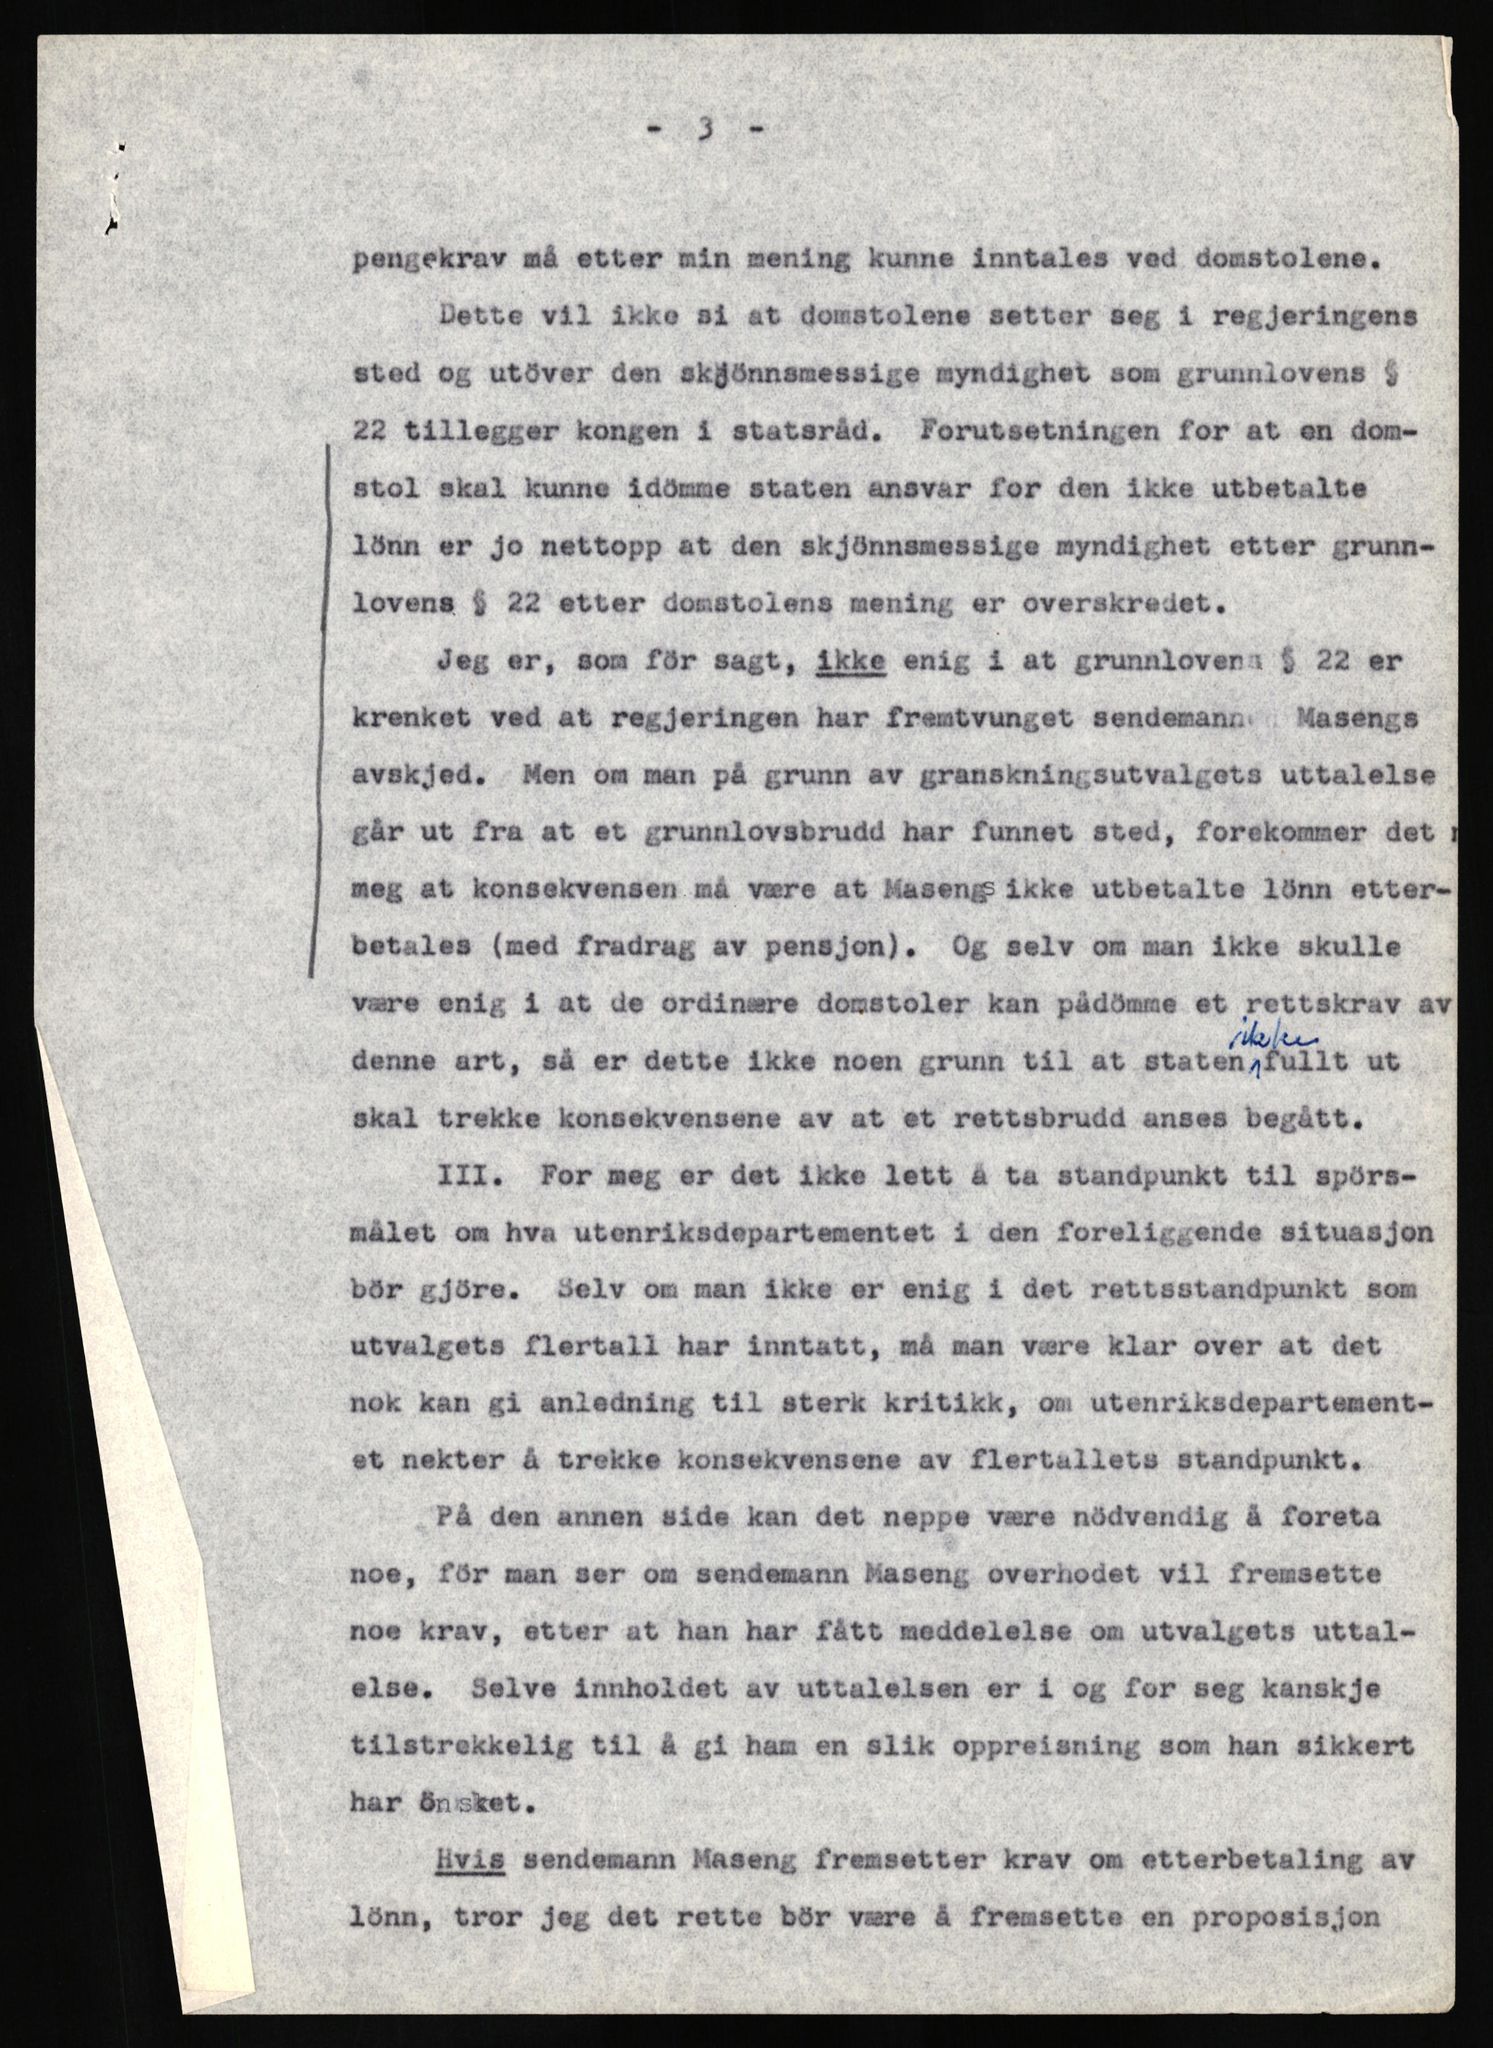 - 3 -
pengekrav må etter min mening kunne inntales ved domstolene.
Dette vil ikke si at domstolene setter seg i regjeringens
sted og utöver den skjönnsmessige myndighet som grunnlovens §
22 tillegger kongen i statsråd. Forutsetningen for at en dom-
stol skal kunne idömme staten ansvar for den ikke utbetalte
lönn er jo nettopp at den skjönnsmessige myndighet etter grunn-
lovens § 22 etter domstolens mening er overskredet.
Jeg er, som för sagt, ikke enig i at grunnlovens § 22 er
krenket ved at regjeringen har fremtvunget sendemann Masengs
avskjed. Men om man på grunn av granskningsutvalgets uttalelse
går ut fra at et grunnlovsbrudd har funnet sted, forekommer det
meg at konsekvensen må være at Masengs ikke utbetalte lönn etter-
betales (med fradrag av pensjon). Og selv om man ikke skulle
være enig i at de ordinære domstoler kan pådömme et rettskrav av
denne art, så er dette ikke noen grunn til at staten ikke fullt ut
skal trekke konsekvensene av at et rettsbrudd anses begått.
III. For meg er det ikke lett å ta standpunkt til spörs-
målet om hva utenriksdepartementet i den foreliggende situasjon
bör gjöre. Selv om man ikke er enig i det rettsstandpunkt som
utvalgets flertall har inntatt, må man være klar over at det
nok kan gi anledning til sterk kritikk, om utenriksdepartement-
et nekter å trekke konsekvensene av flertallets standpunkt.
På den annen side kan det neppe være nödvendig å foreta
noe, för man ser om sendemann Maseng overhodet vil fremsette
noe krav, etter at han har fått meddelelse om utvalgets uttal-
else. Selve innholdet av uttalelsen er i og for seg kanskje
tilstrekkelig til å gi ham en slik oppreisning som han sikkert
har önsket.
Hvis sendemann Maseng fremsetter krav om etterbetaling av
lönn, tror jeg det rette bör være å fremsette en proposisjon